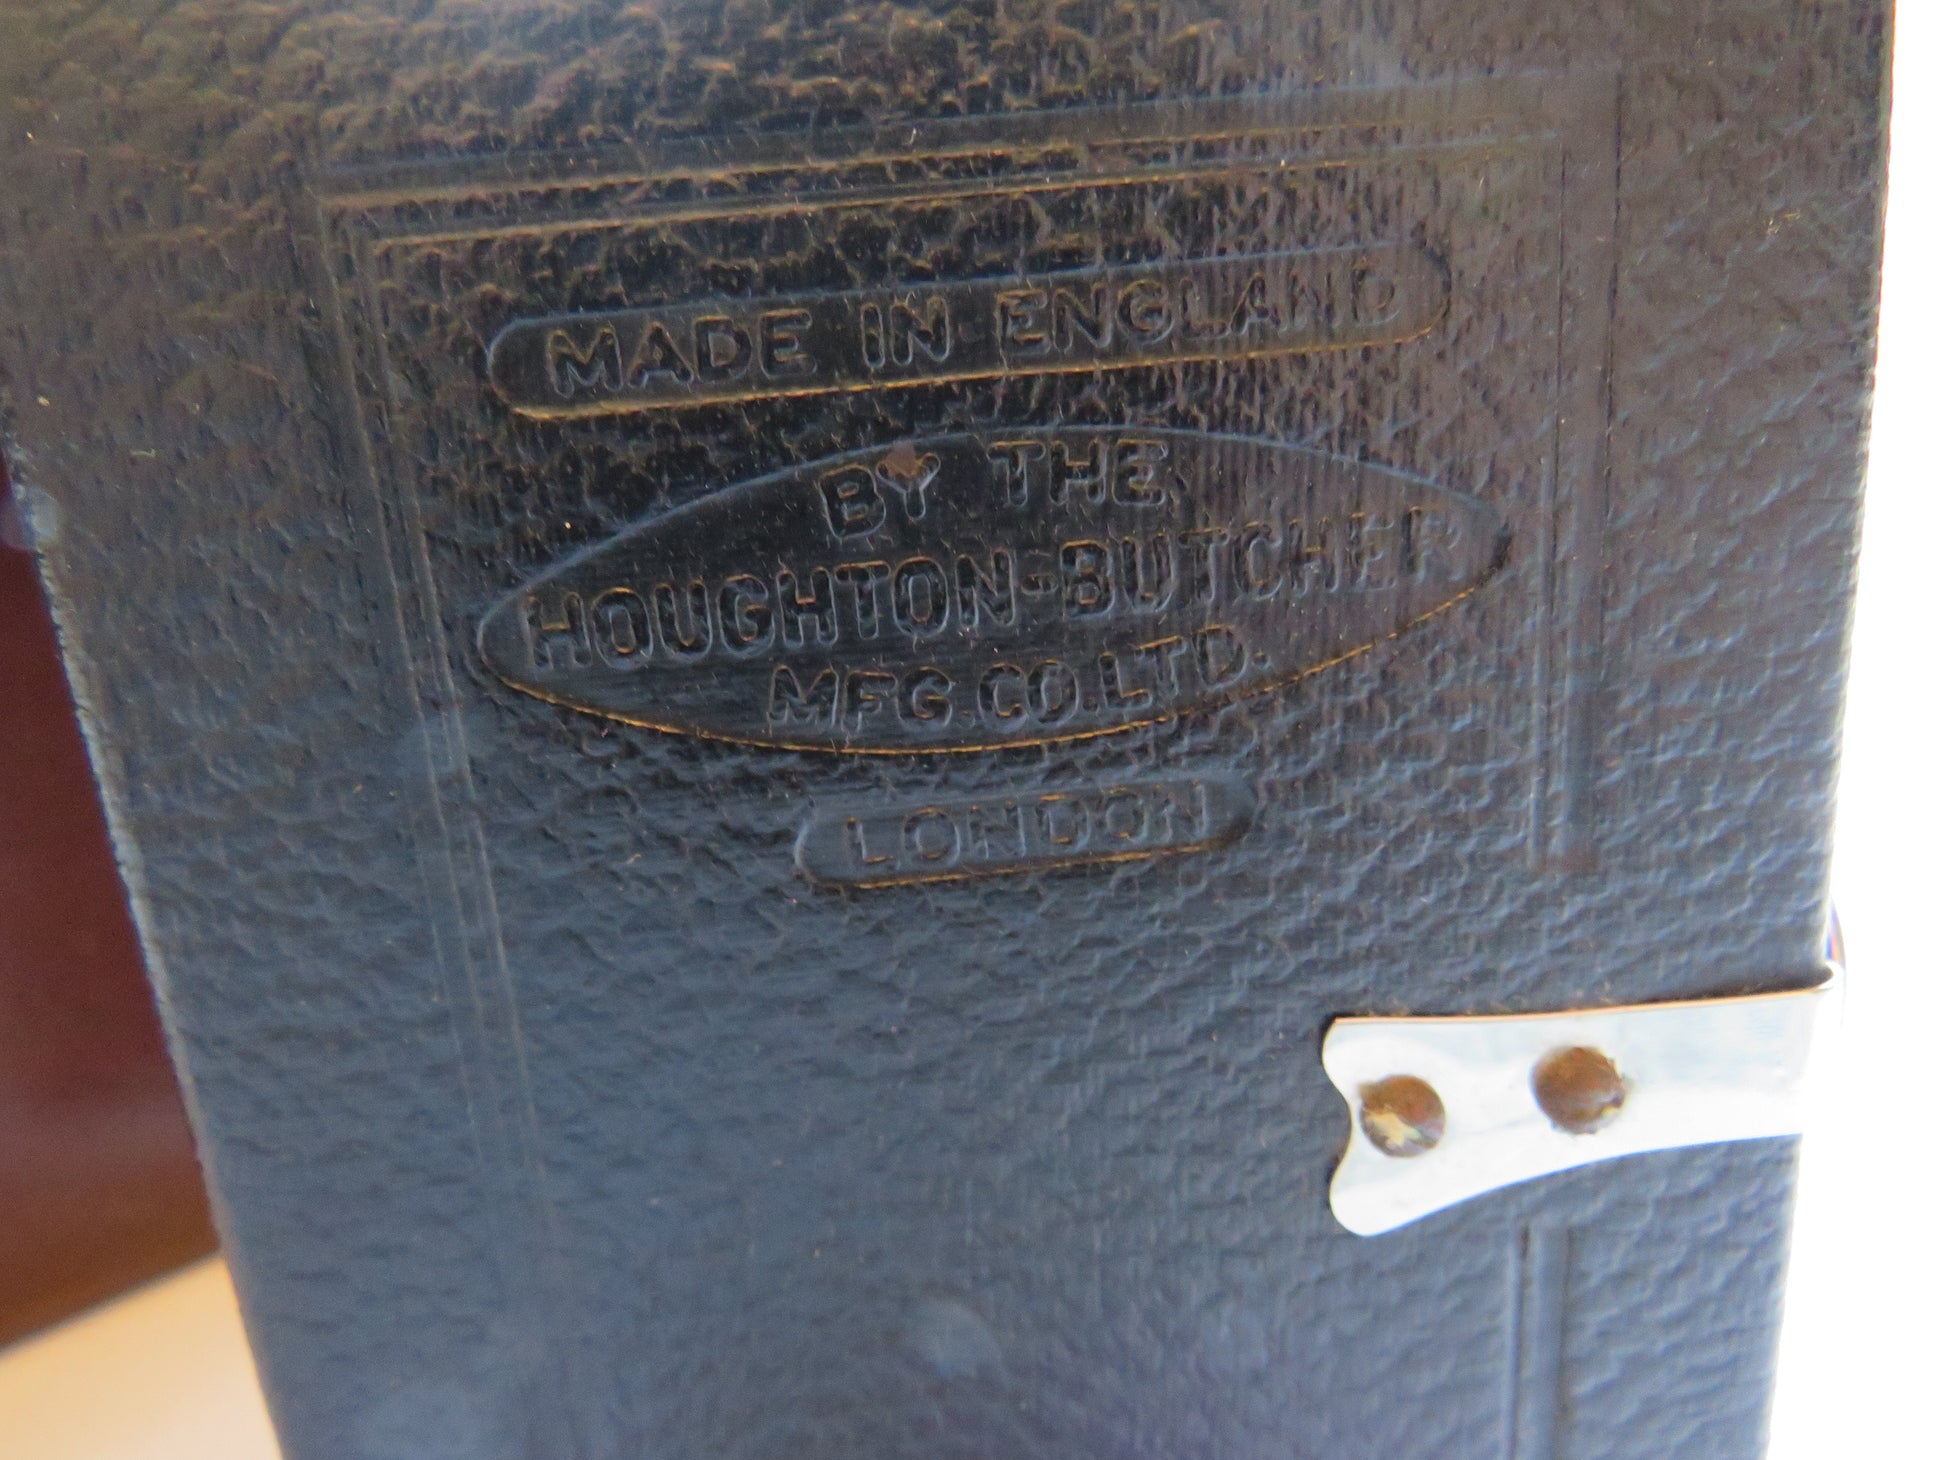 MADE IN ENGLAND
BY THE
HOUGHTON-BUTCHER
MFG. CO. LTD.
LONDON